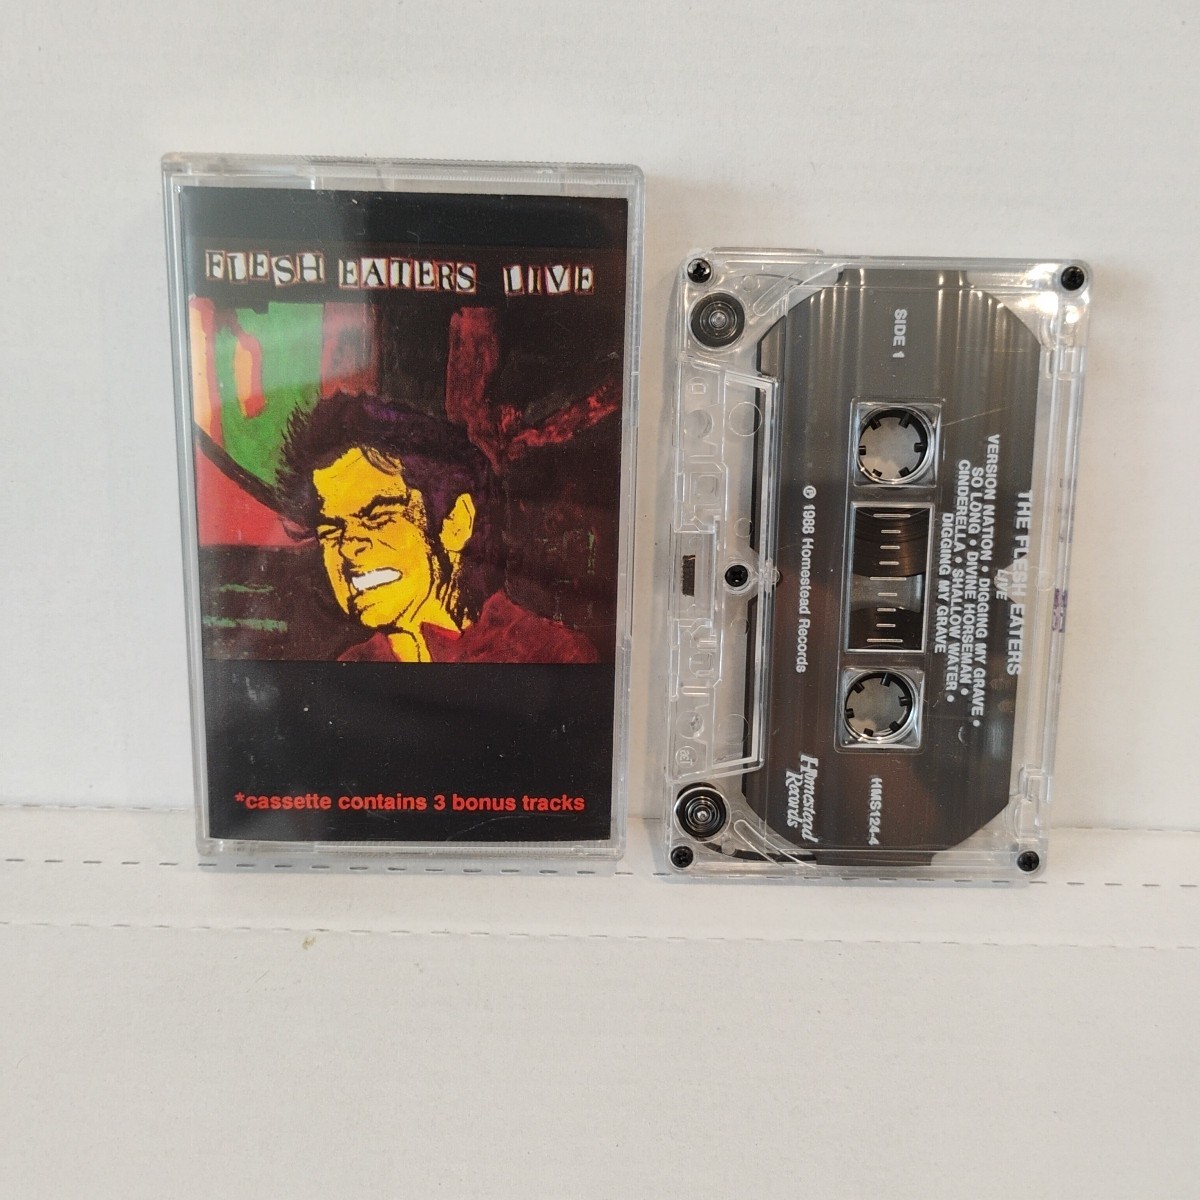 FLESH EATERS LIVE
*cassette contains 3 bonus tracks
SIDE 1
THE FLESH EATERS
LIVE
VERSION NATION • DIGGING MY GRAVE •
SO LONG • DIVINE HORSEMAN •
CINDERELLA • SHALLOW WATER •
DIGGING MY GRAVE
© 1988 Homestead Records
Homestead
Records
HMS124-4